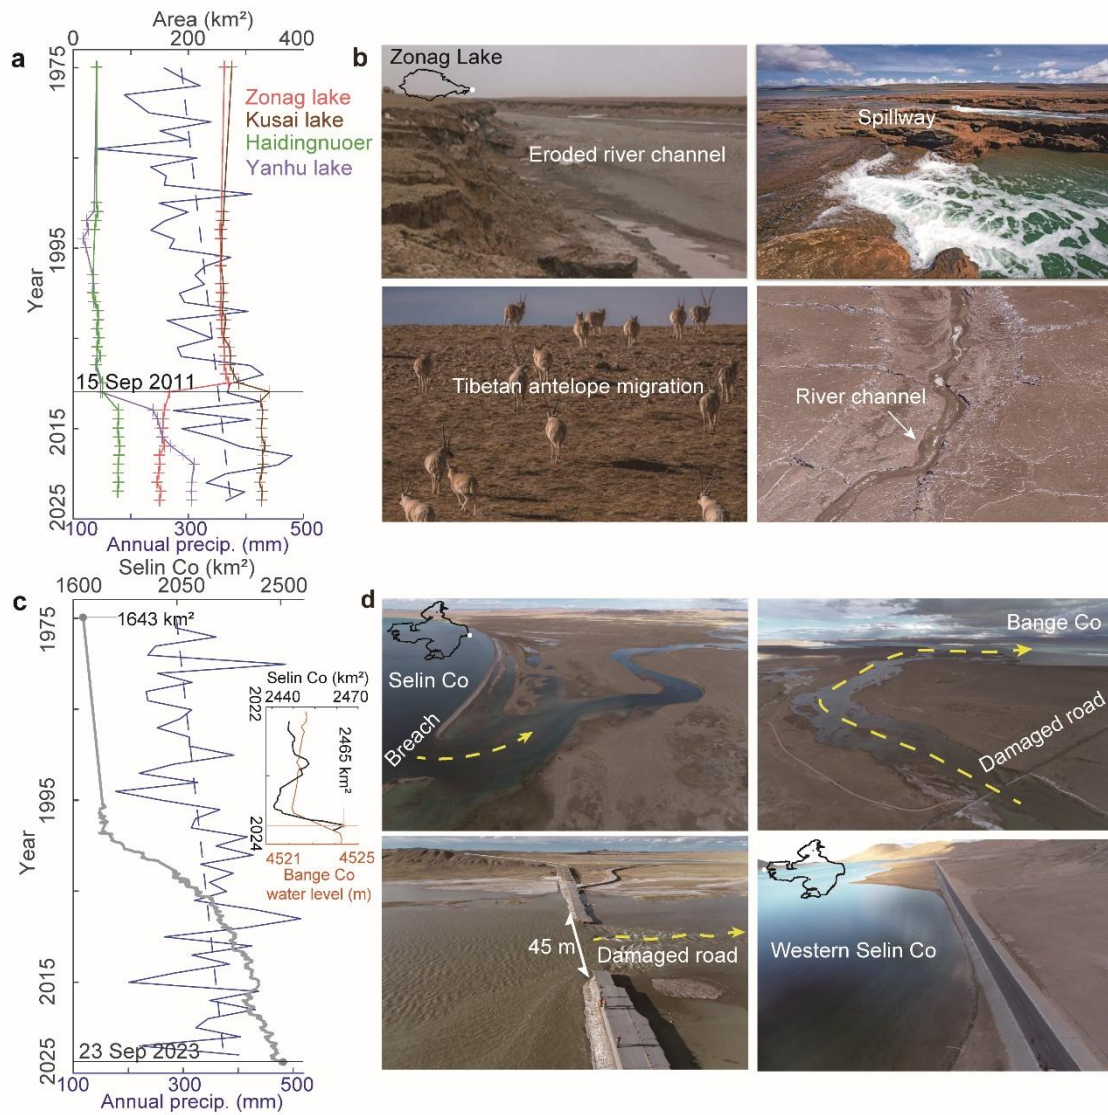 Area (km²)
0 200 400
a
1975
1995
2015
2025
Year
Zonag lake
Kusai lake
Haidingnuoer
Yanhu lake
15 Sep 2011
100 300 500
Annual precip. (mm)
b
Zonag Lake
Eroded river channel
Spillway
Tibetan antelope migration
River channel
Selin Co (km²)
1600 2050 2500
c
1975
1995
2015
2025
Year
1643 km²
Selin Co (km²)
2440 2470
2022
2024
2465 km²
4521 4525
Bange Co
water level (m)
23 Sep 2023
100 300 500
Annual precip. (mm)
d
Selin Co
Breach
Bange Co
Damaged road
45 m
Damaged road
Western Selin Co